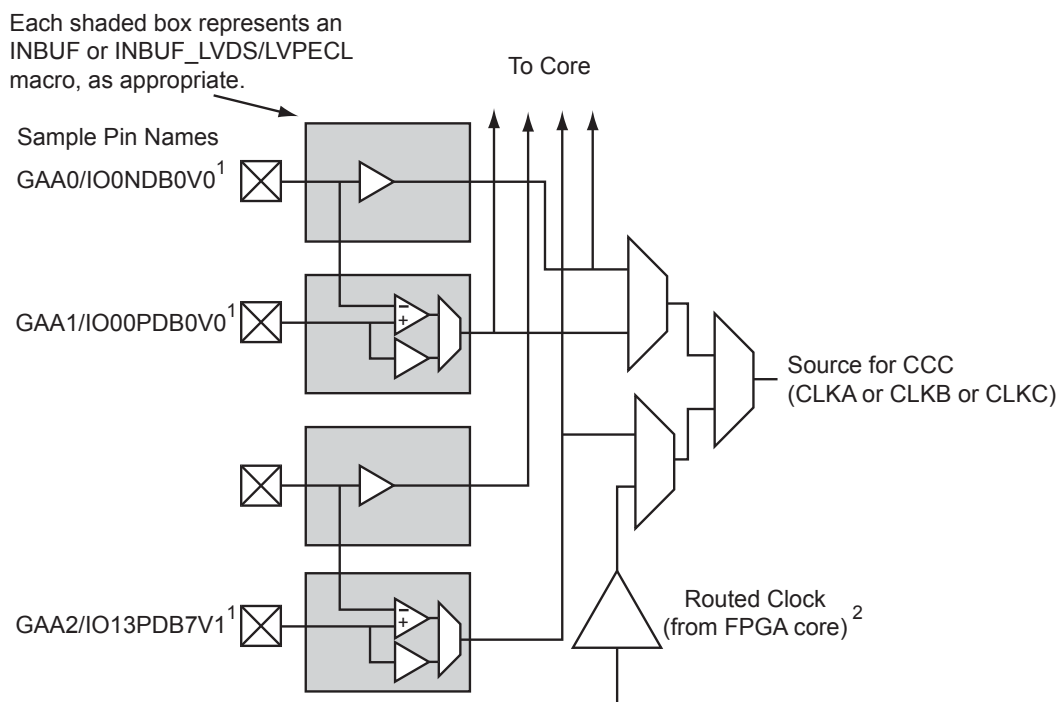 Each shaded box represents an
INBUF or INBUF_LVDS/LVPECL
macro, as appropriate.
To Core
Sample Pin Names
GAA0/IO0NDB0V0¹
GAA1/IO00PDB0V0¹
− +
Source for CCC
(CLKA or CLKB or CLKC)
GAA2/IO13PDB7V1¹
− +
Routed Clock
(from FPGA core) ²